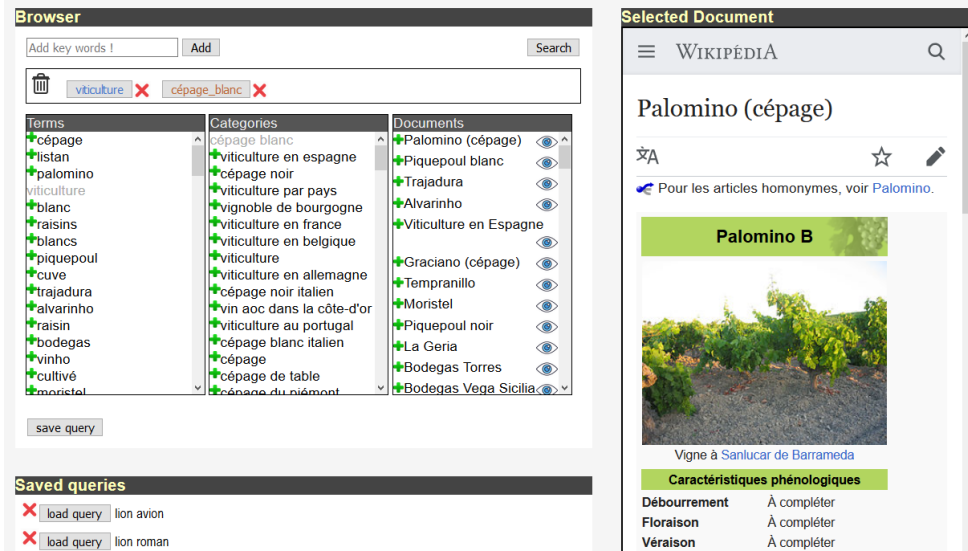 Browser
Add key words !
Add
Search
viticulture
cépage_blanc
Terms
cépage
listan
palomino
viticulture
blanc
raisins
blancs
piquepoul
cuve
trajadura
alvarinho
raisin
bodegas
vinho
cultivé
moristel
Categories
cépage blanc
viticulture en espagne
cépage noir
viticulture par pays
vignoble de bourgogne
viticulture en france
viticulture en belgique
viticulture
viticulture en allemagne
cépage noir italien
vin aoc dans la côte-d'or
viticulture au portugal
cépage blanc italien
cépage
cépage de table
cépage du piémont
Documents
Palomino (cépage)
Piquepoul blanc
Trajadura
Alvarinho
Viticulture en Espagne
Graciano (cépage)
Tempranillo
Moristel
Piquepoul noir
La Geria
Bodegas Torres
Bodegas Vega Sicilia
save query
Saved queries
load query lion avion
load query lion roman
Selected Document
WIKIPÉDIA
Palomino (cépage)
Pour les articles homonymes, voir Palomino.
Palomino B
Vigne à Sanlucar de Barrameda
Caractéristiques phénologiques
Débourrement À compléter
Floraison À compléter
Véraison À compléter